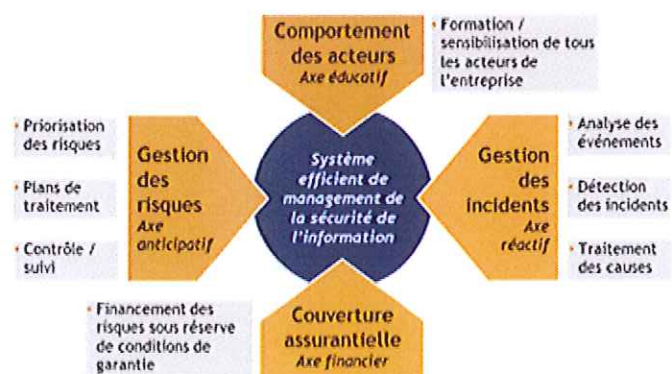 Comportement
des acteurs
Axe éducatif
• Formation /
sensibilisation de tous
les acteurs de
l'entreprise
• Priorisation
des risques
• Plans de
traitement
• Contrôle /
suivi
Gestion
des
risques
Axe
anticipatif
Système
efficient de
management de
la sécurité de
l'information
Gestion
des
incidents
Axe
réactif
• Analyse des
événements
• Détection
des incidents
• Traitement
des causes
• Financement des
risques sous réserve
de conditions de
garantie
Couverture
assurantielle
Axe financier